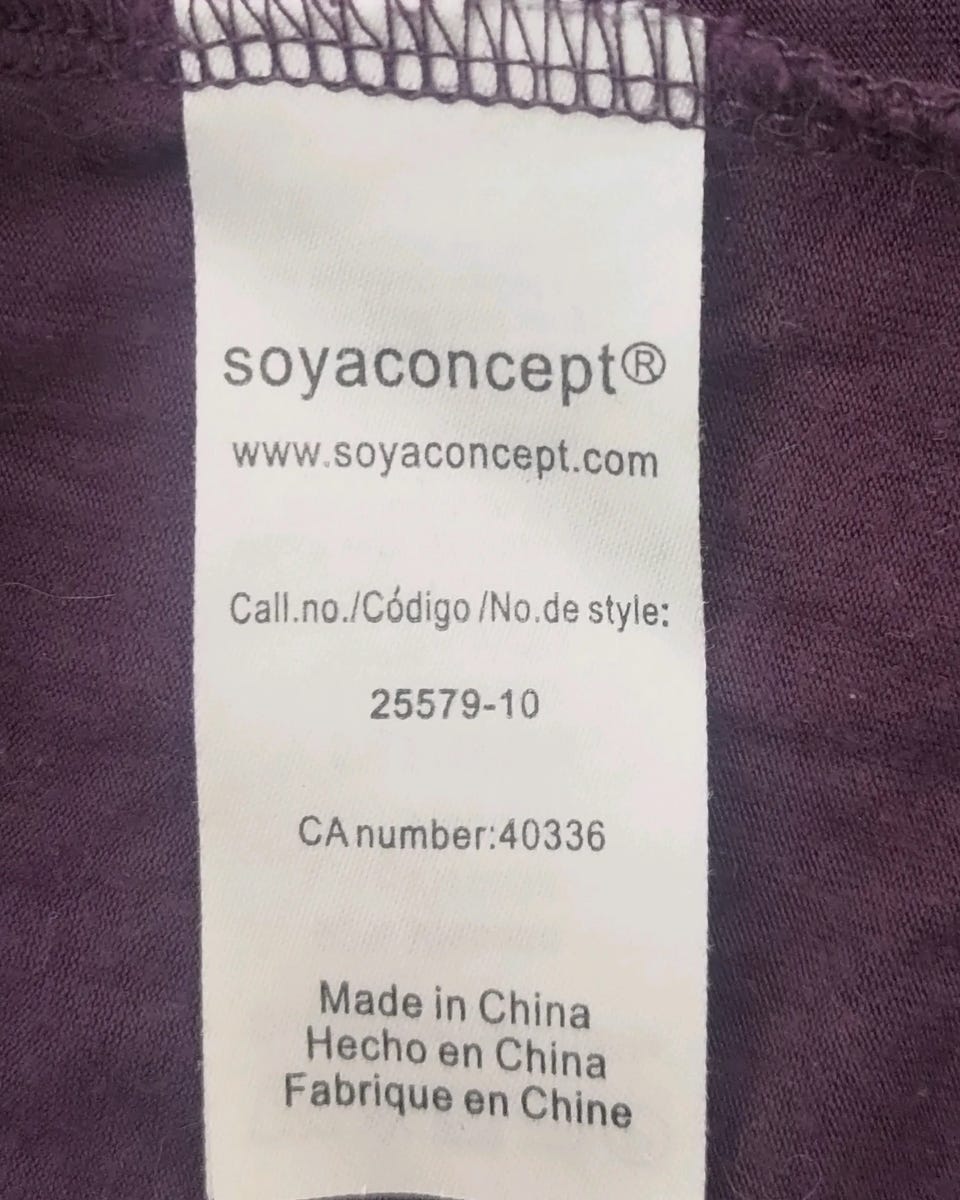 soyaconcept®
www.soyaconcept.com
Call.no./Código/No.de style:
25579-10
CA number:40336
Made in China
Hecho en China
Fabrique en Chine